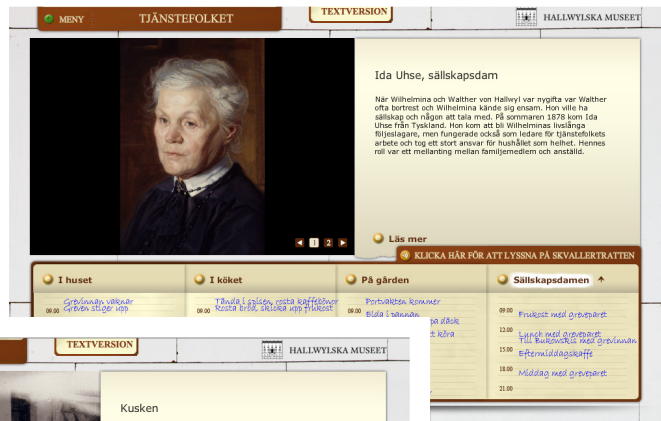 MENY
TJÄNSTEFOLKET
TEXTVERSION
HALLWYLSKA MUSEET
Ida Uhse, sällskapsdam
När Wilhelmina och Walther von Hallwyl var nygifta var Walther
ofta bortrest och Wilhelmina kände sig ensam. Hon ville ha
sällskap och någon att tala med. På sommaren 1878 kom Ida
Uhse från Tyskland. Hon kom att bli Wilhelminas livslånga
följeslagare, men fungerade också som ledare för tjänstefolkets
arbete och tog ett stort ansvar för hushållet som helhet. Hennes
roll var ett mellanting mellan familjemedlem och anställd.
1 2
Läs mer
KLICKA HÄR FÖR ATT LYSSNA PÅ SKVALLERTRATTEN
I huset
Grevinnan vaknar
09.00 Greven stiger upp
I köket
Tända i spisen, rosta kaffebönor
09.00 Rosta bröd, skicka upp frukost
På gården
Portvakten kommer
09.00 Elda i pannan
pa däck
t köra
Sällskapsdamen
09.00 Frukost med greveparet
12.00 Lunch med greveparet
Till Bukowskis med grevinnan
15.00 Eftermiddagskaffe
18.00 Middag med greveparet
21.00
TEXTVERSION
HALLWYLSKA MUSEET
Kusken